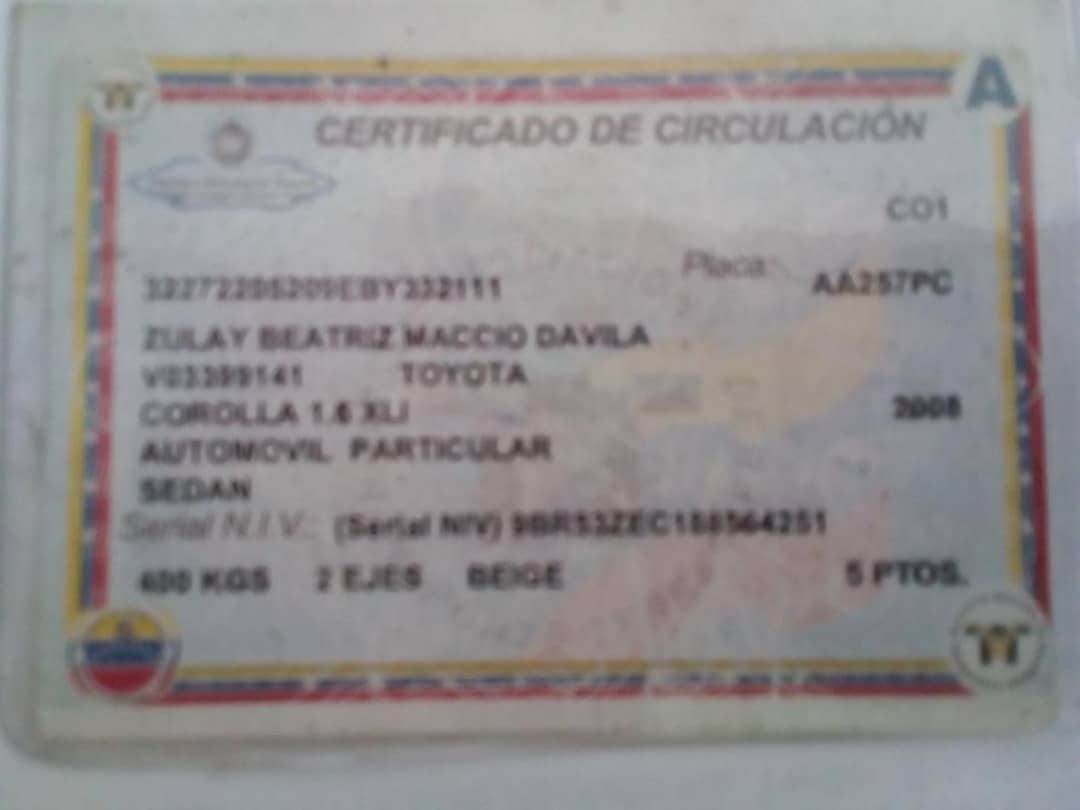 A
CERTIFICADO DE CIRCULACIÓN
CO1
Placa: AA257PC
ZULAY BEATRIZ MACCIO DAVILA
V03399141 TOYOTA
COROLLA 1.6 XLI 2008
AUTOMOVIL PARTICULAR
SEDAN
Serial N.I.V.: (Serial NIV) 9BR53ZEC188564251
400 KGS 2 EJES BEIGE 5 PTOS.